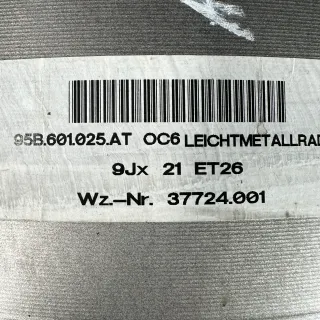 95B.601.025.AT OC6 LEICHTMETALLRAD
9Jx 21 ET26
Wz.-Nr. 37724.001